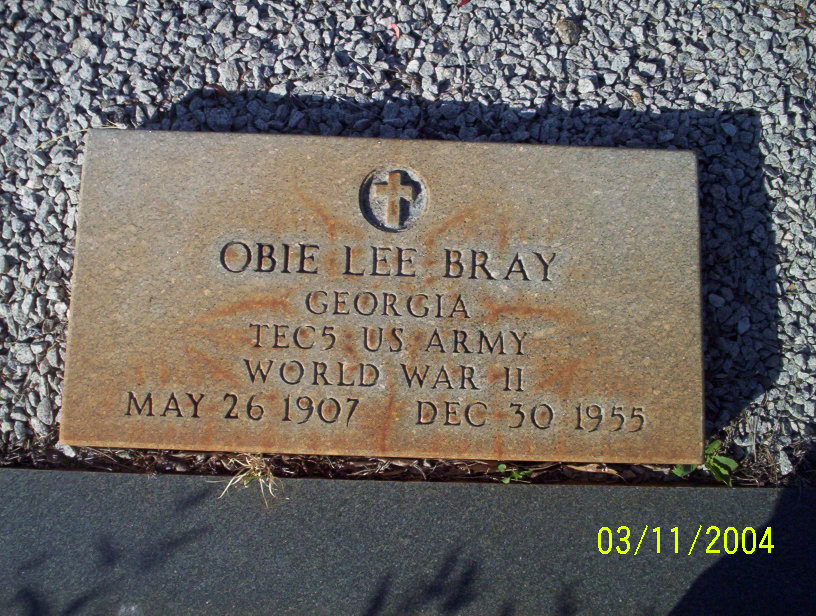 OBIE LEE BRAY
GEORGIA
TEC5 US ARMY
WORLD WAR II
MAY 26 1907 DEC 30 1955
03/11/2004